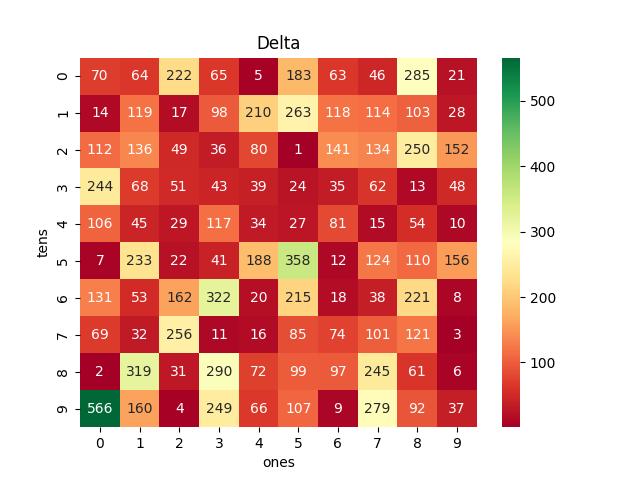 Delta
0 70 64 222 65 5 183 63 46 285 21
1 14 119 17 98 210 263 118 114 103 28
2 112 136 49 36 80 1 141 134 250 152
3 244 68 51 43 39 24 35 62 13 48
4 106 45 29 117 34 27 81 15 54 10
5 7 233 22 41 188 358 12 124 110 156
6 131 53 162 322 20 215 18 38 221 8
7 69 32 256 11 16 85 74 101 121 3
8 2 319 31 290 72 99 97 245 61 6
9 566 160 4 249 66 107 9 279 92 37
0 1 2 3 4 5 6 7 8 9
ones
tens
500
400
300
200
100